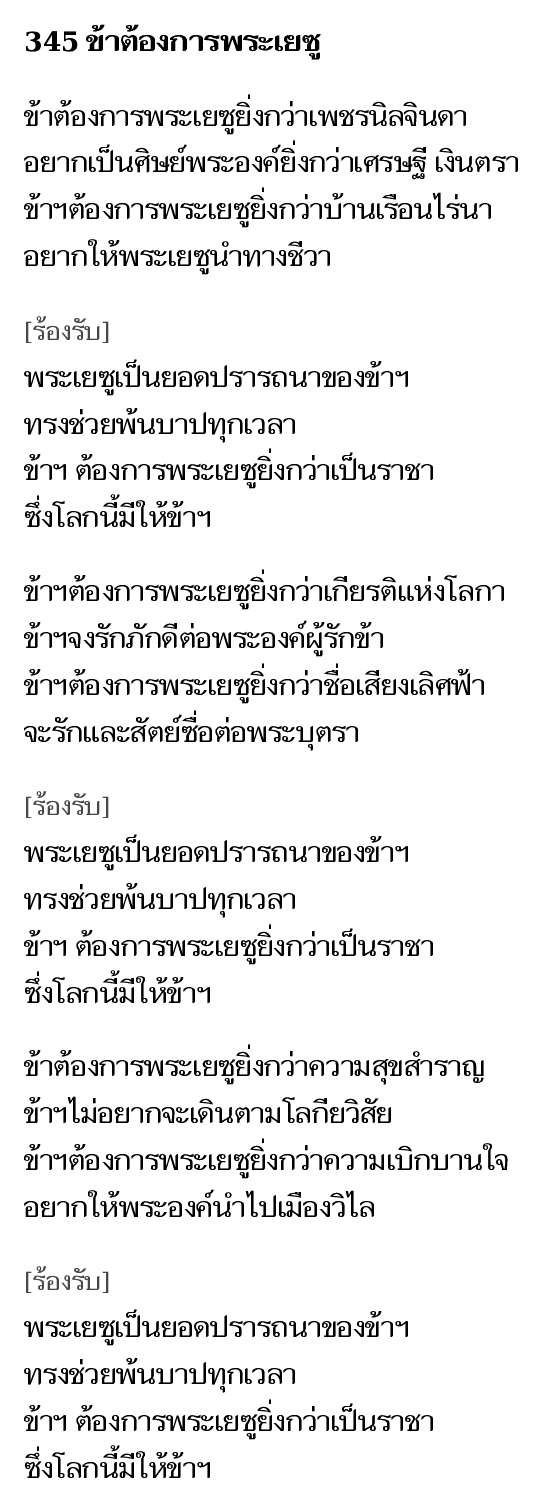 345 ข้าต้องการพระเยซู
ข้าต้องการพระเยซูยิ่งกว่าเพชรนิลจินดา
อยากเป็นศิษย์พระองค์ยิ่งกว่าเศรษฐี เงินตรา
ข้าฯต้องการพระเยซูยิ่งกว่าบ้านเรือนไร่นา
อยากให้พระเยซูนำทางชีวา
[ร้องรับ]
พระเยซูเป็นยอดปรารถนาของข้าฯ
ทรงช่วยพ้นบาปทุกเวลา
ข้าฯ ต้องการพระเยซูยิ่งกว่าเป็นราชา
ซึ่งโลกนี้มีให้ข้าฯ
ข้าฯต้องการพระเยซูยิ่งกว่าเกียรติแห่งโลกา
ข้าฯจงรักภักดีต่อพระองค์ผู้รักข้า
ข้าฯต้องการพระเยซูยิ่งกว่าชื่อเสียงเลิศฟ้า
จะรักและสัตย์ซื่อต่อพระบุตรา
[ร้องรับ]
พระเยซูเป็นยอดปรารถนาของข้าฯ
ทรงช่วยพ้นบาปทุกเวลา
ข้าฯ ต้องการพระเยซูยิ่งกว่าเป็นราชา
ซึ่งโลกนี้มีให้ข้าฯ
ข้าต้องการพระเยซูยิ่งกว่าความสุขสำราญ
ข้าฯไม่อยากจะเดินตามโลกียวิสัย
ข้าฯต้องการพระเยซูยิ่งกว่าความเบิกบานใจ
อยากให้พระองค์นำไปเมืองวิไล
[ร้องรับ]
พระเยซูเป็นยอดปรารถนาของข้าฯ
ทรงช่วยพ้นบาปทุกเวลา
ข้าฯ ต้องการพระเยซูยิ่งกว่าเป็นราชา
ซึ่งโลกนี้มีให้ข้าฯ